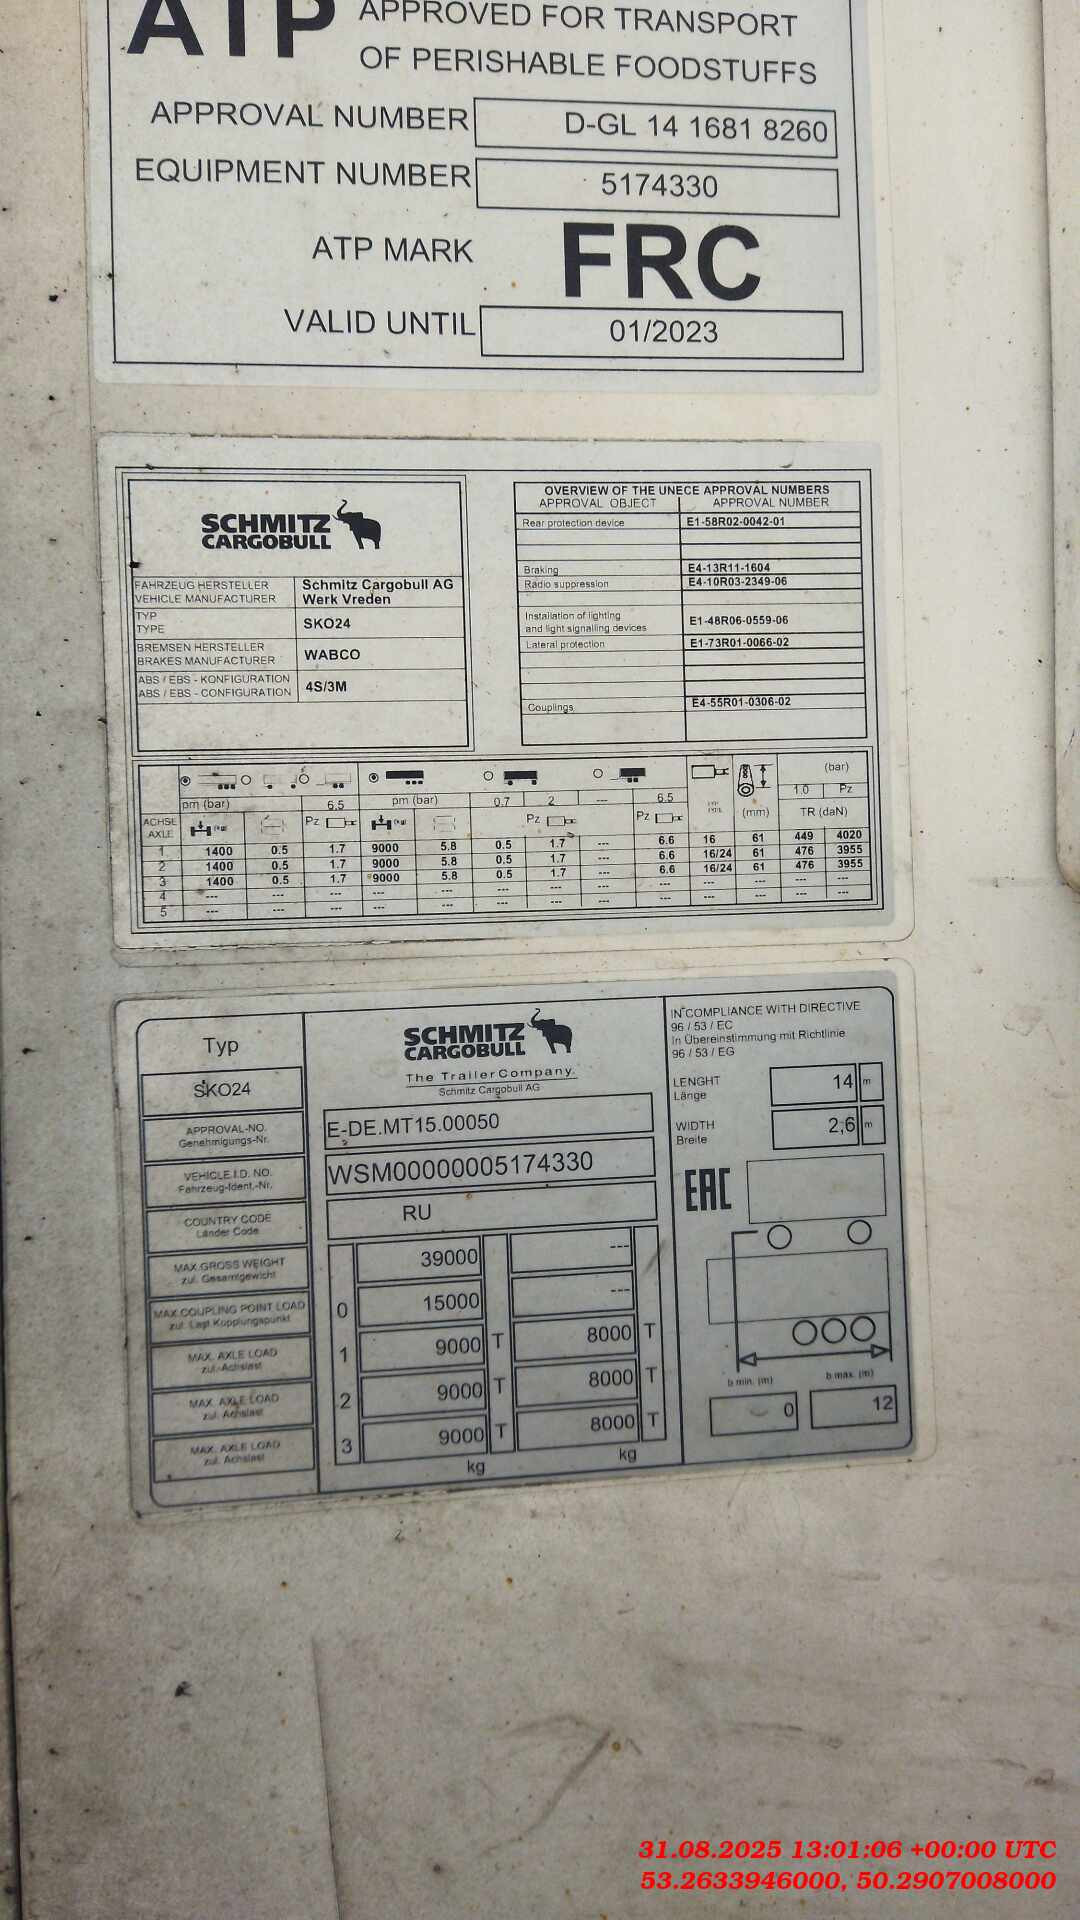 ATP APPROVED FOR TRANSPORT
OF PERISHABLE FOODSTUFFS
APPROVAL NUMBER D-GL 14 1681 8260
EQUIPMENT NUMBER 5174330
ATP MARK FRC
VALID UNTIL 01/2023
SCHMITZ
CARGOBULL
FAHRZEUG HERSTELLER
VEHICLE MANUFACTURER
Schmitz Cargobull AG
Werk Vreden
TYP
TYPE
SKO24
BREMSEN HERSTELLER
BRAKES MANUFACTURER
WABCO
ABS / EBS - KONFIGURATION
ABS / EBS - CONFIGURATION
4S/3M
OVERVIEW OF THE UNECE APPROVAL NUMBERS
APPROVAL OBJECT APPROVAL NUMBER
Rear protection device E1-58R02-0042-01
Braking E4-13R11-1604
Radio suppression E4-10R03-2349-06
Installation of lighting
and light signalling devices
E1-48R06-0559-06
Lateral protection E1-73R01-0066-02
Couplings E4-55R01-0306-02
(bar)
pm (bar) 6.5 pm (bar) 0.7 2 --- 6.5 1.0 Pz
ACHSE
AXLE
Pz Pz Pz (mm) TR (daN)
1 1400 0.5 1.7 9000 5.8 0.5 1.7 --- 6.6 16 61 449 4020
2 1400 0.5 1.7 9000 5.8 0.5 1.7 --- 6.6 16/24 61 476 3955
3 1400 0.5 1.7 9000 5.8 0.5 1.7 --- 6.6 16/24 61 476 3955
4 --- --- --- --- --- --- --- --- --- --- --- --- ---
5 --- --- --- --- --- --- --- --- --- --- --- --- ---
Typ
SKO24
SCHMITZ
CARGOBULL
The Trailer Company.
Schmitz Cargobull AG
APPROVAL-NO.
Genehmigungs-Nr.
E-DE.MT15.00050
VEHICLE I.D. NO.
Fahrzeug-Ident.-Nr.
WSM00000005174330
COUNTRY CODE
Länder Code
RU
MAX.GROSS WEIGHT
zul. Gesamtgewicht
39000 ---
MAX.COUPLING POINT LOAD
zul. Last Kupplungspunkt
0 15000 ---
MAX. AXLE LOAD
zul. Achslast
1 9000 T 8000 T
MAX. AXLE LOAD
zul. Achslast
2 9000 T 8000 T
MAX. AXLE LOAD
zul. Achslast
3 9000 T 8000 T
kg kg
IN COMPLIANCE WITH DIRECTIVE
96 / 53 / EC
In Übereinstimmung mit Richtlinie
96 / 53 / EG
LENGHT
Länge
14 m
WIDTH
Breite
2,6 m
EAC
b min. (m) b max. (m)
0 12
31.08.2025 13:01:06 +00:00 UTC
53.2633946000, 50.2907008000